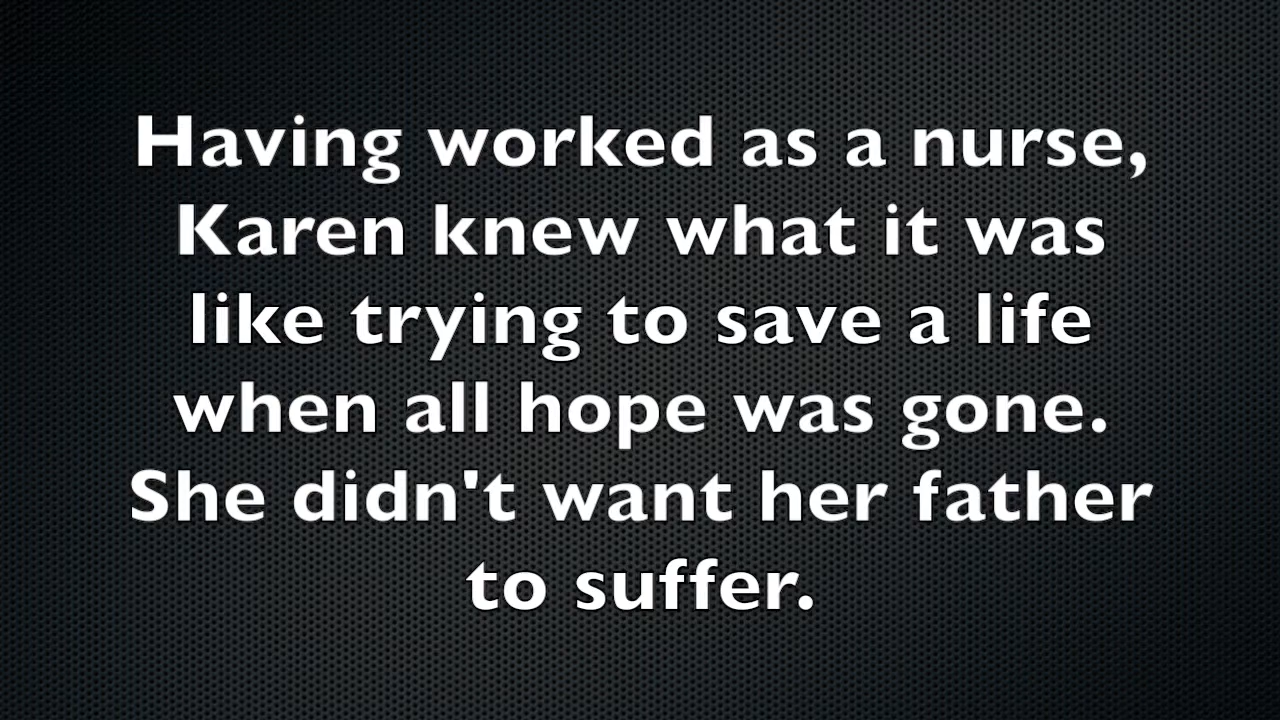 Having worked as a nurse,
Karen knew what it was
like trying to save a life
when all hope was gone.
She didn't want her father
to suffer.